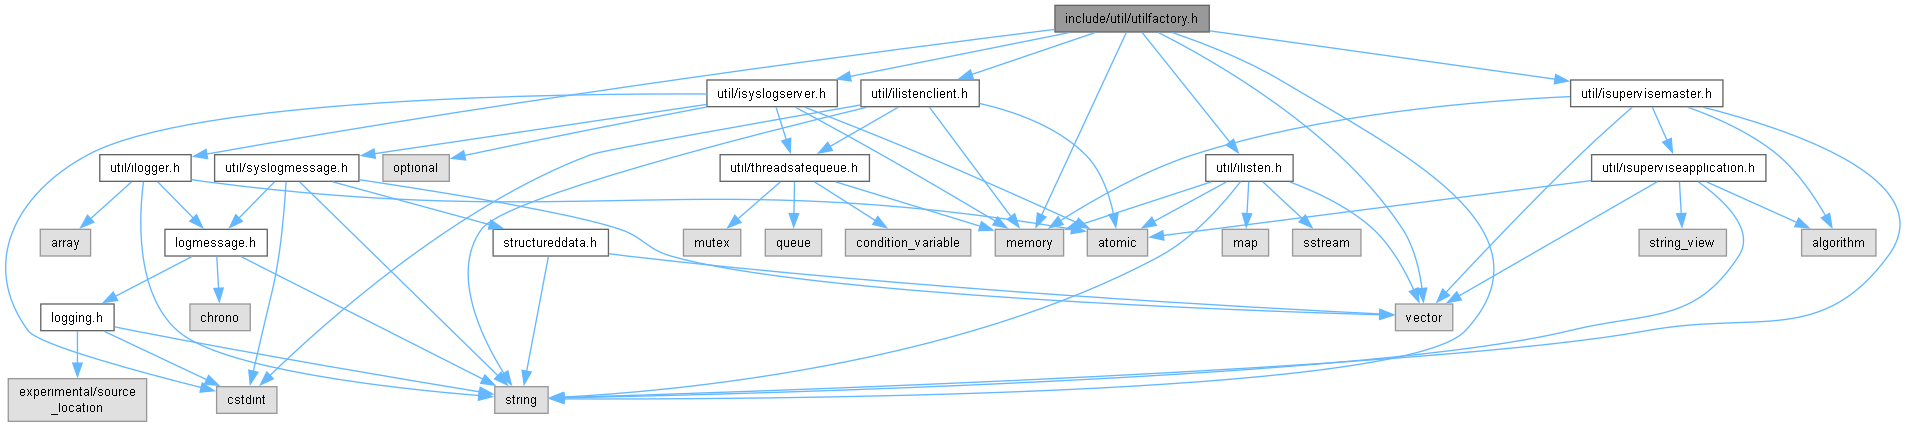 include/util/utilfactory.h
util/isyslogserver.h
util/ilistenclient.h
util/isupervisemaster.h
util/ilogger.h
util/syslogmessage.h
optional
util/threadsafequeue.h
util/ilisten.h
util/isuperviseapplication.h
array
logmessage.h
structureddata.h
mutex
queue
condition_variable
memory
atomic
map
sstream
string_view
algorithm
logging.h
chrono
vector
experimental/source
_location
cstdint
string